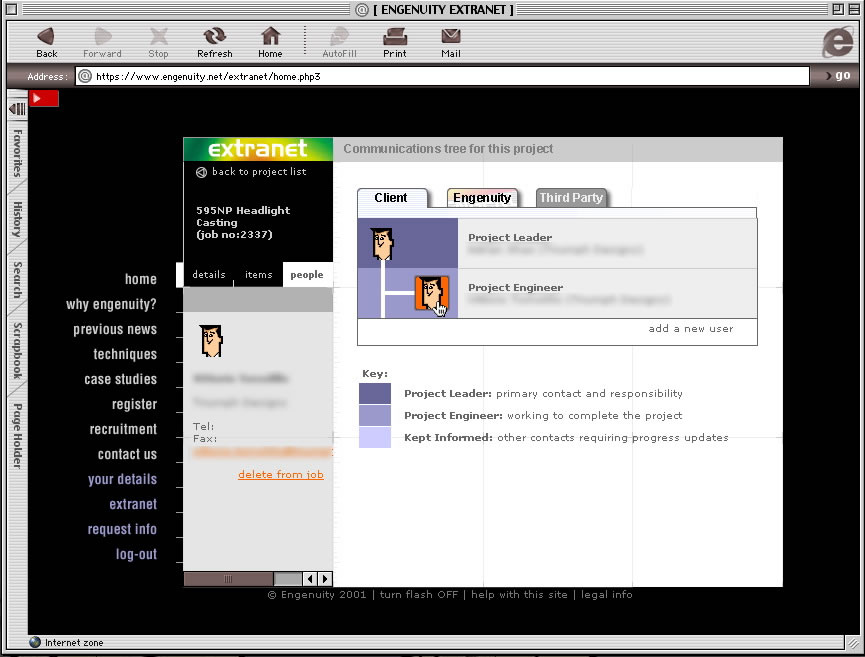 [ ENGENUITY EXTRANET ]
Back Forward Stop Refresh Home AutoFill Print Mail
Address: https://www.engenuity.net/extranet/home.php3 go
Favorites
History
Search
Scrapbook
Page Holder
extranet
back to project list
595NP Headlight
Casting
(job no:2337)
details items people
home
why engenuity?
previous news
techniques
case studies
register
recruitment
contact us
your details
extranet
request info
log-out
Tel:
Fax:
delete from job
Communications tree for this project
Client Engenuity Third Party
Project Leader
Project Engineer
add a new user
Key:
Project Leader: primary contact and responsibility
Project Engineer: working to complete the project
Kept Informed: other contacts requiring progress updates
© Engenuity 2001 | turn flash OFF | help with this site | legal info
Internet zone